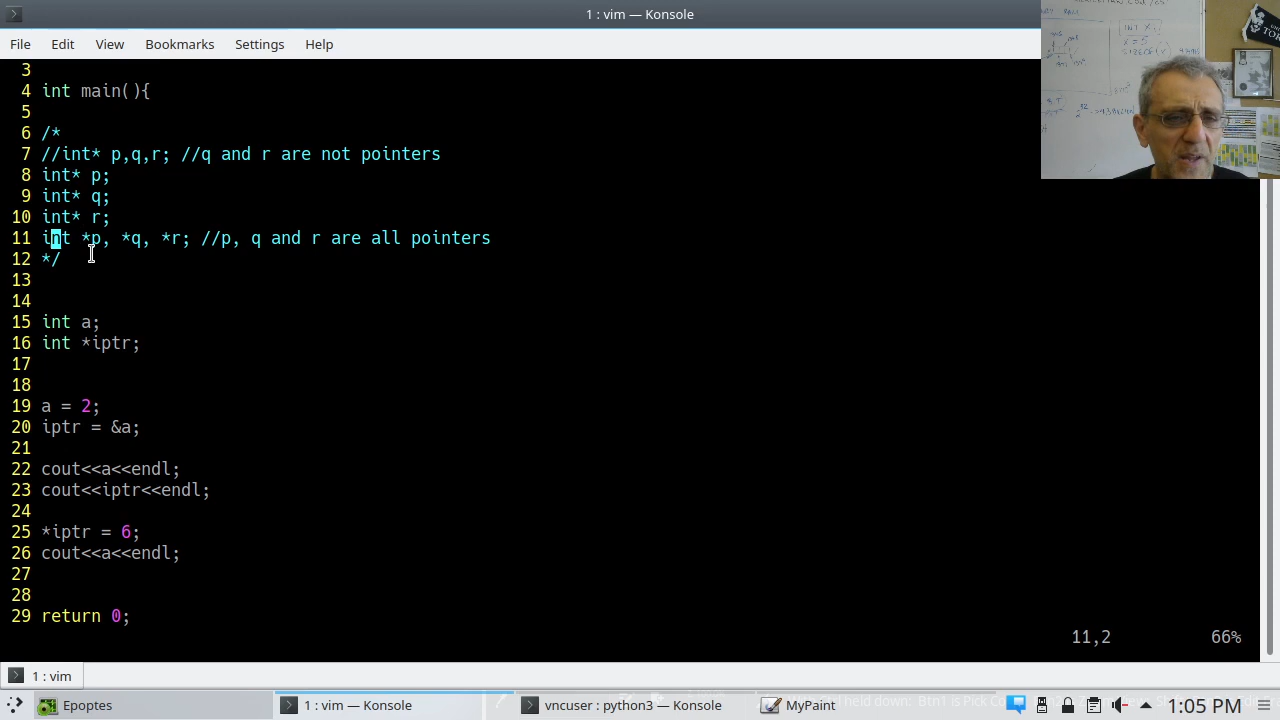 1 : vim — Konsole
File Edit View Bookmarks Settings Help
3
4 int main(){
5
6 /*
7 //int* p,q,r; //q and r are not pointers
8 int* p;
9 int* q;
10 int* r;
11 int *p, *q, *r; //p, q and r are all pointers
12 */
13
14
15 int a;
16 int *iptr;
17
18
19 a = 2;
20 iptr = &a;
21
22 cout<<a<<endl;
23 cout<<iptr<<endl;
24
25 *iptr = 6;
26 cout<<a<<endl;
27
28
29 return 0;
11,2 66%
1 : vim
Epoptes 1 : vim — Konsole vncuser : python3 — Konsole MyPaint 1:05 PM